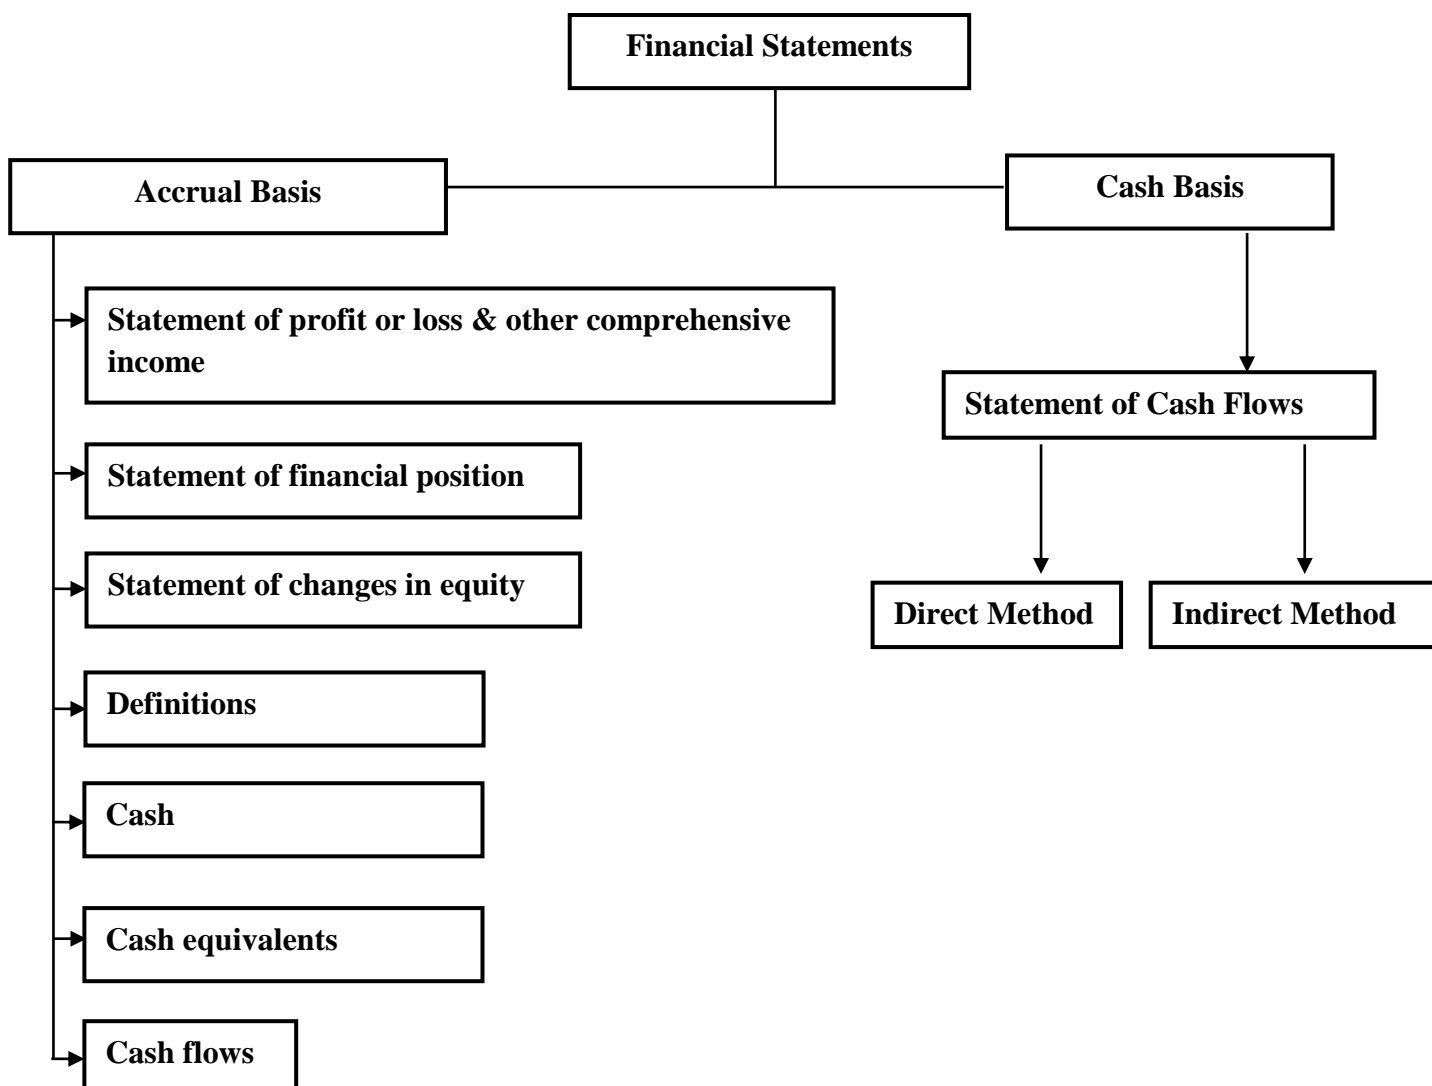 Financial Statements
Accrual Basis
Cash Basis
Statement of profit or loss & other comprehensive
income
Statement of Cash Flows
Statement of financial position
Statement of changes in equity
Direct Method
Indirect Method
Definitions
Cash
Cash equivalents
Cash flows